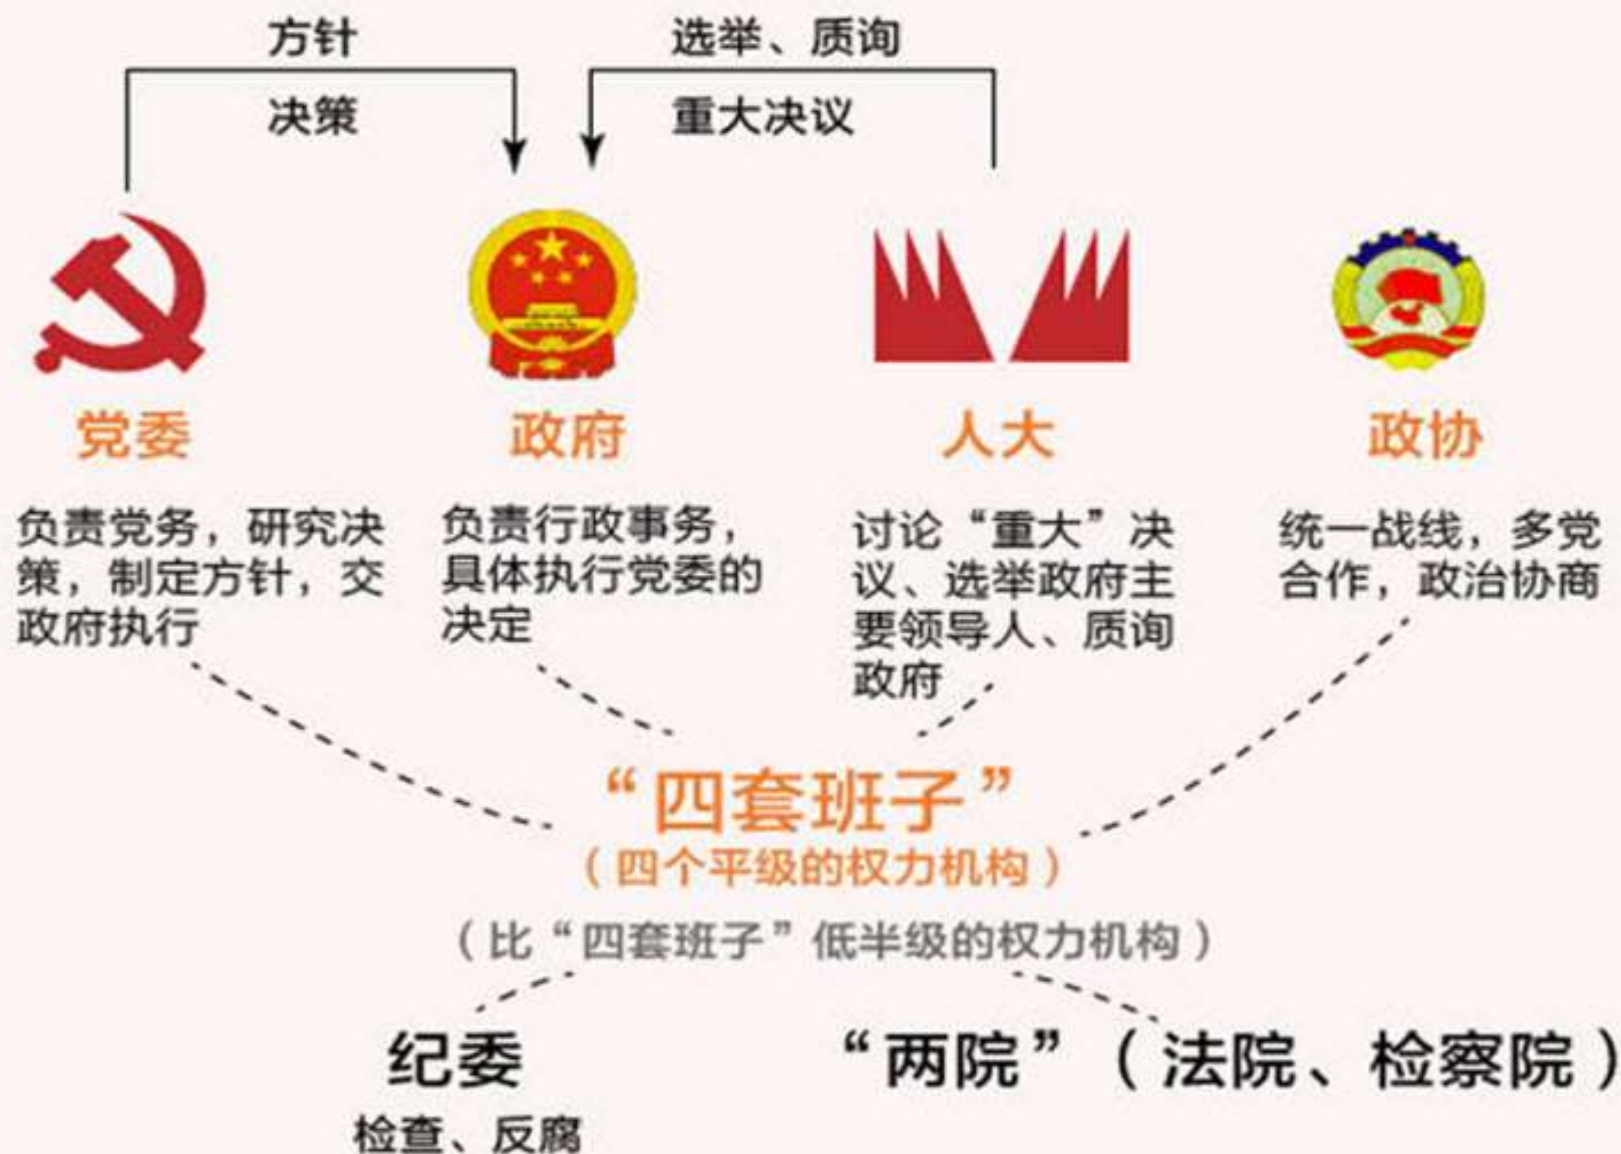 方针
决策
选举、质询
重大决议
党委
负责党务，研究决
策，制定方针，交
政府执行
政府
负责行政事务，
具体执行党委的
决定
人大
讨论“重大”决
议、选举政府主
要领导人、质询
政府
政协
统一战线，多党
合作，政治协商
“四套班子”
（四个平级的权力机构）
（比“四套班子”低半级的权力机构）
纪委
检查、反腐
“两院”（法院、检察院）